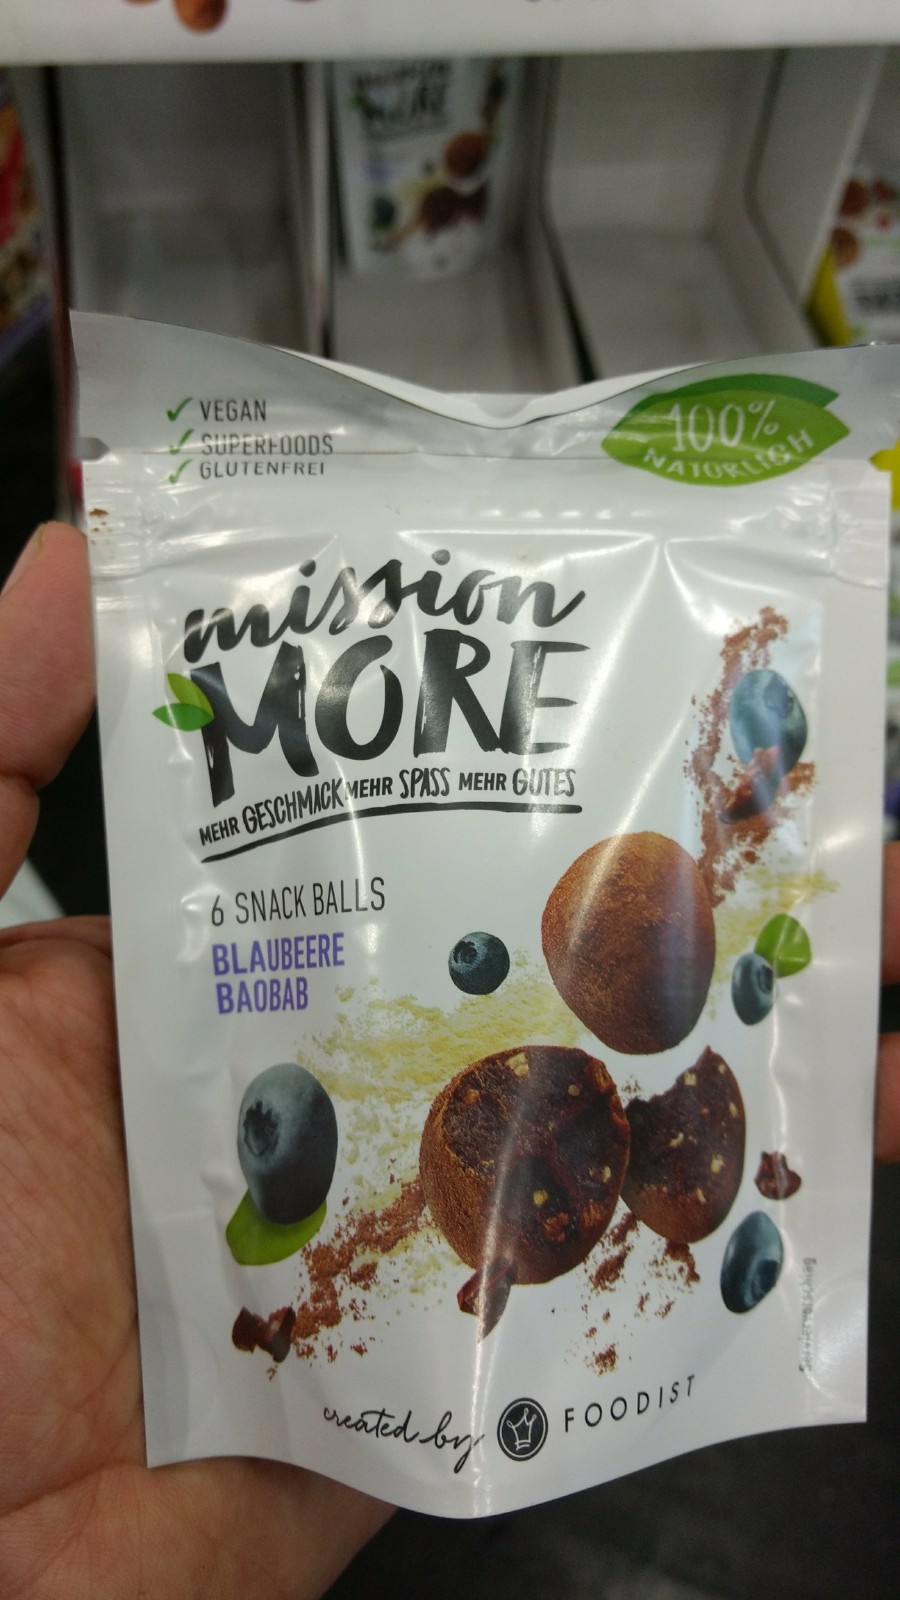 MORE
✓ VEGAN
✓ SUPERFOODS
✓ GLUTENFREI
100%
NATÜRLICH
mission
MORE
MEHR GESCHMACK MEHR SPASS MEHR GUTES
6 SNACK BALLS
BLAUBEERE
BAOBAB
created by FOODIST